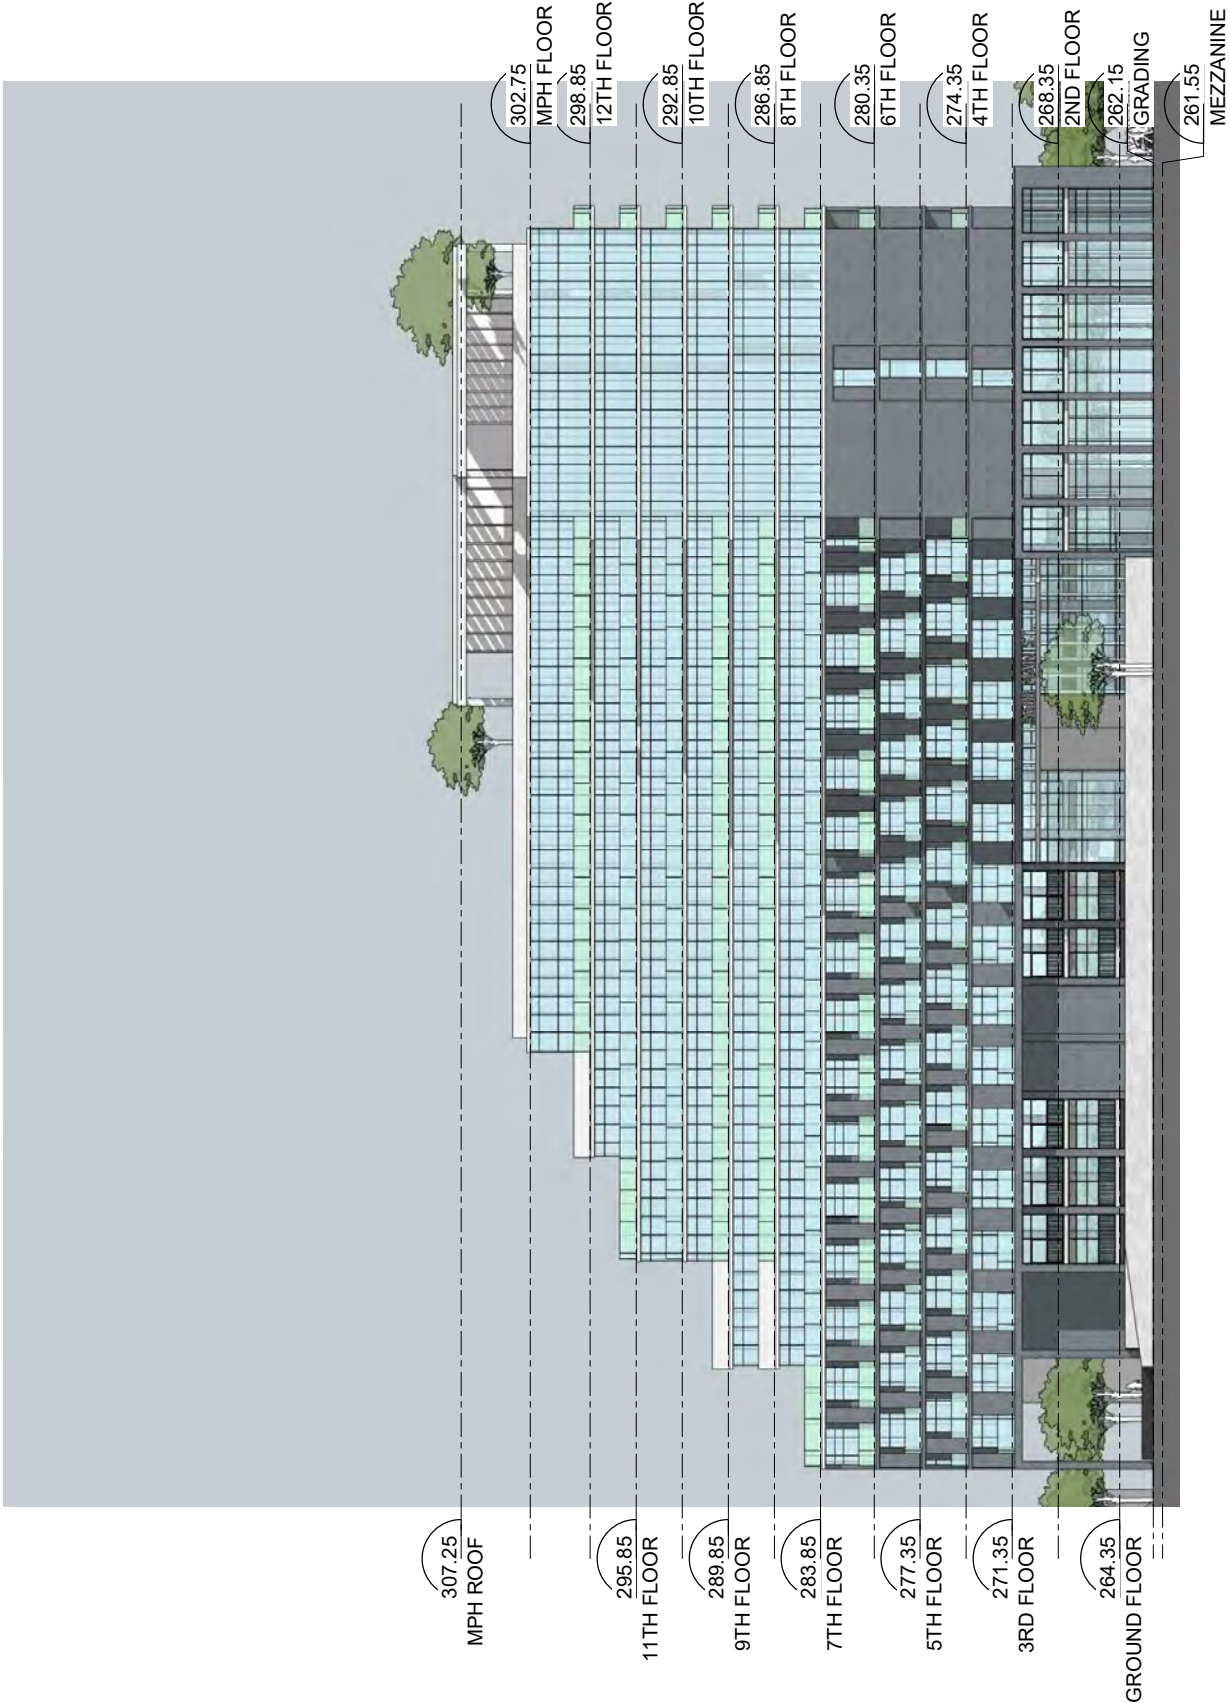 302.75
MPH FLOOR
298.85
12TH FLOOR
292.85
10TH FLOOR
286.85
8TH FLOOR
280.35
6TH FLOOR
274.35
4TH FLOOR
268.35
2ND FLOOR
262.15
GRADING
261.55
MEZZANINE
307.25
MPH ROOF
295.85
11TH FLOOR
289.85
9TH FLOOR
283.85
7TH FLOOR
277.35
5TH FLOOR
271.35
3RD FLOOR
264.35
GROUND FLOOR